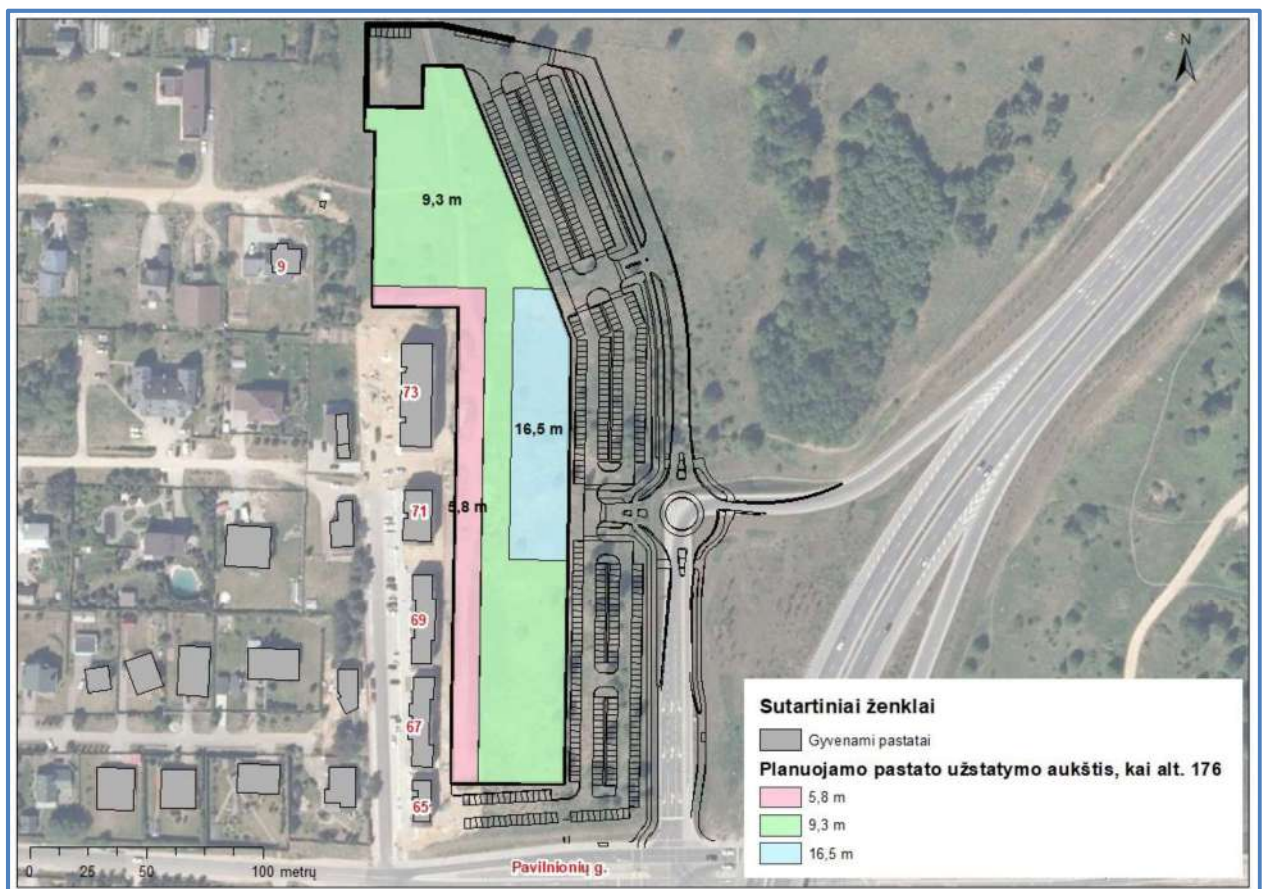 N
9,3 m
9
73
16,5 m
71
5,8 m
69
67
65
Sutartiniai ženklai
Gyvenami pastatai
Planuojamo pastato užstatymo aukštis, kai alt. 176
5,8 m
9,3 m
16,5 m
0 25 50 100 metrų
Pavilnionių g.